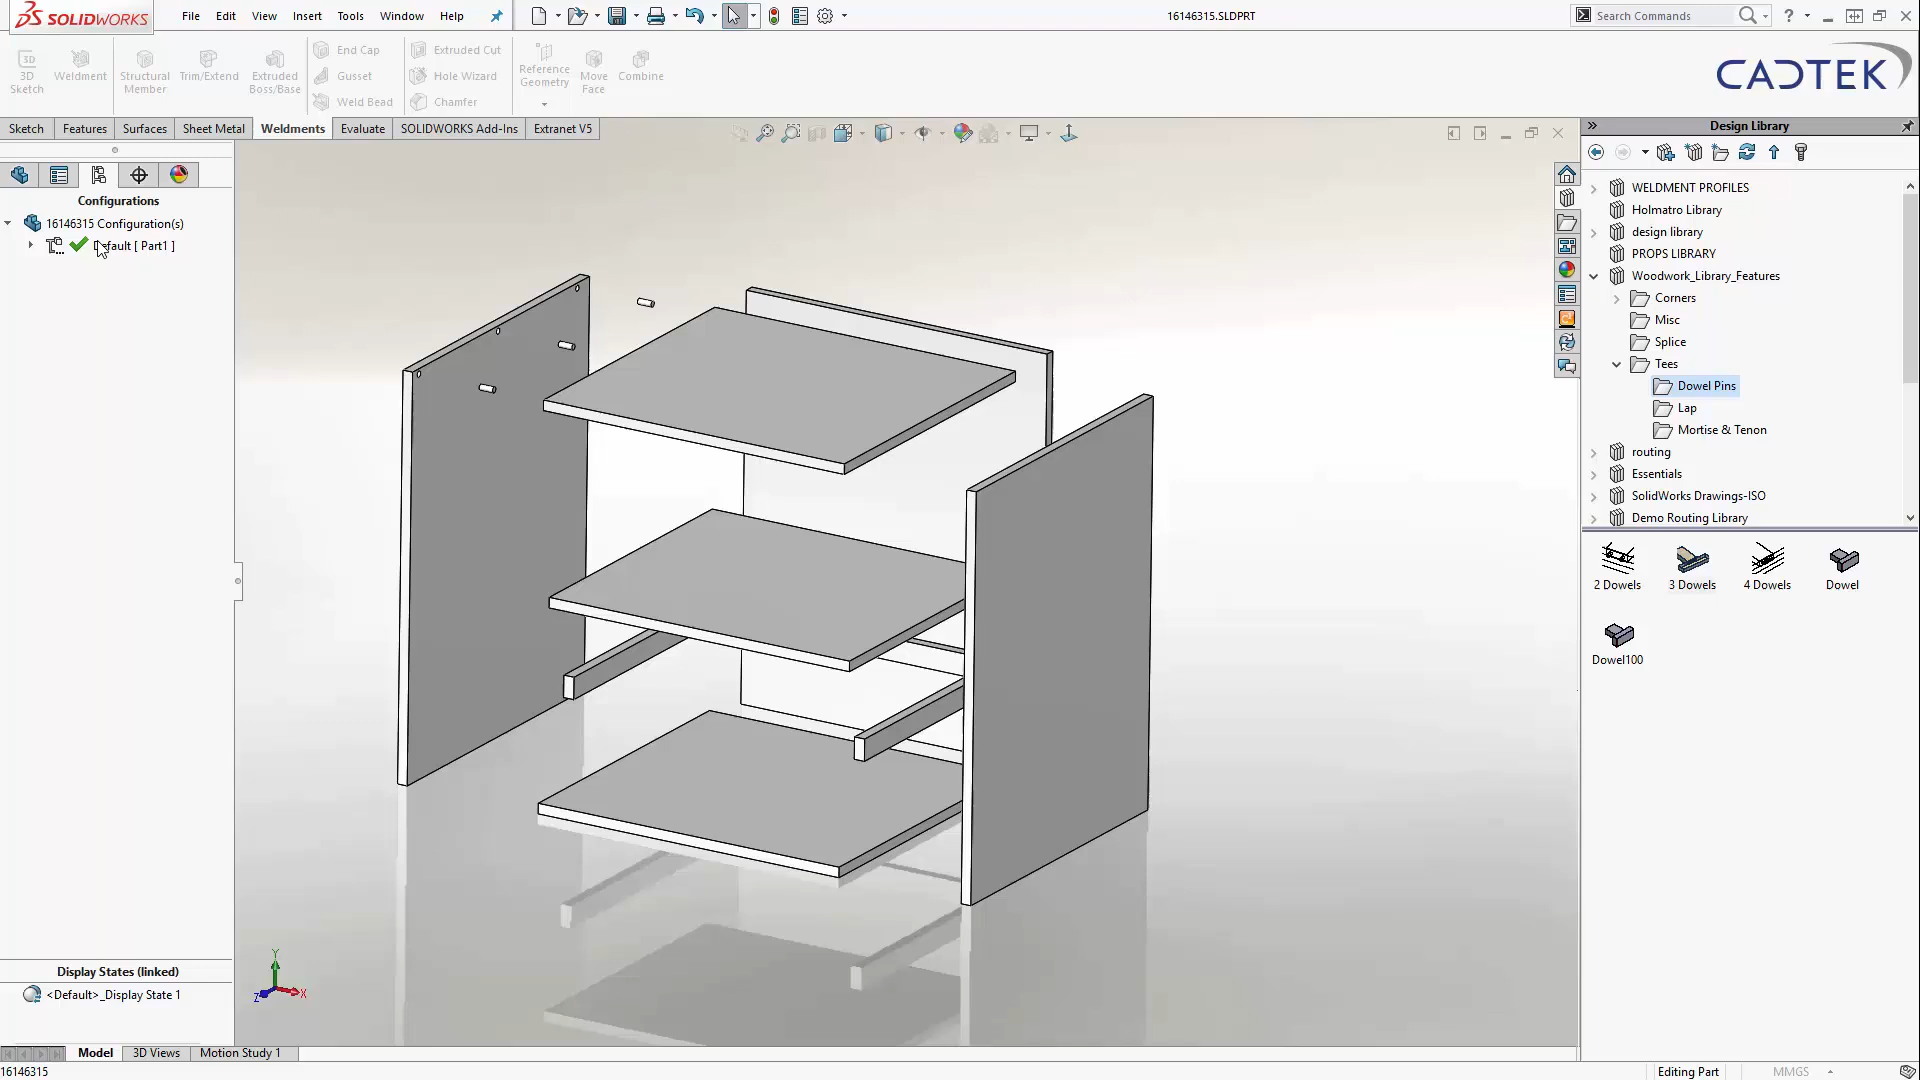 SOLIDWORKS
File Edit View Insert Tools Window Help
16146315.SLDPRT
Search Commands
3D Sketch
Weldment
Structural Member
Trim/Extend
Extruded Boss/Base
End Cap
Gusset
Weld Bead
Extruded Cut
Hole Wizard
Chamfer
Reference Geometry
Move Face
Combine
CADTEK
Sketch Features Surfaces Sheet Metal Weldments Evaluate SOLIDWORKS Add-Ins Extranet V5
Configurations
16146315 Configuration(s)
[ Part1 ]
Display States (linked)
<Default>_Display State 1
Y
X
Z
Design Library
WELDMENT PROFILES
Holmatro Library
design library
PROPS LIBRARY
Woodwork_Library_Features
Corners
Misc
Splice
Tees
Dowel Pins
Lap
Mortise & Tenon
routing
Essentials
SolidWorks Drawings-ISO
Demo Routing Library
2 Dowels 3 Dowels 4 Dowels Dowel
Dowel100
Model 3D Views Motion Study 1
16146315
Editing Part
MMGS